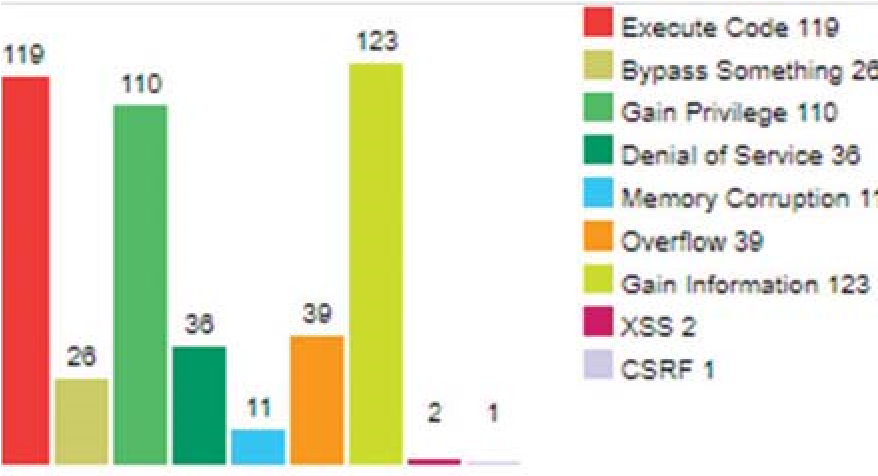 119
26
110
36
11
39
123
2
1
Execute Code 119
Bypass Something 26
Gain Privilege 110
Denial of Service 36
Memory Corruption 11
Overflow 39
Gain Information 123
XSS 2
CSRF 1